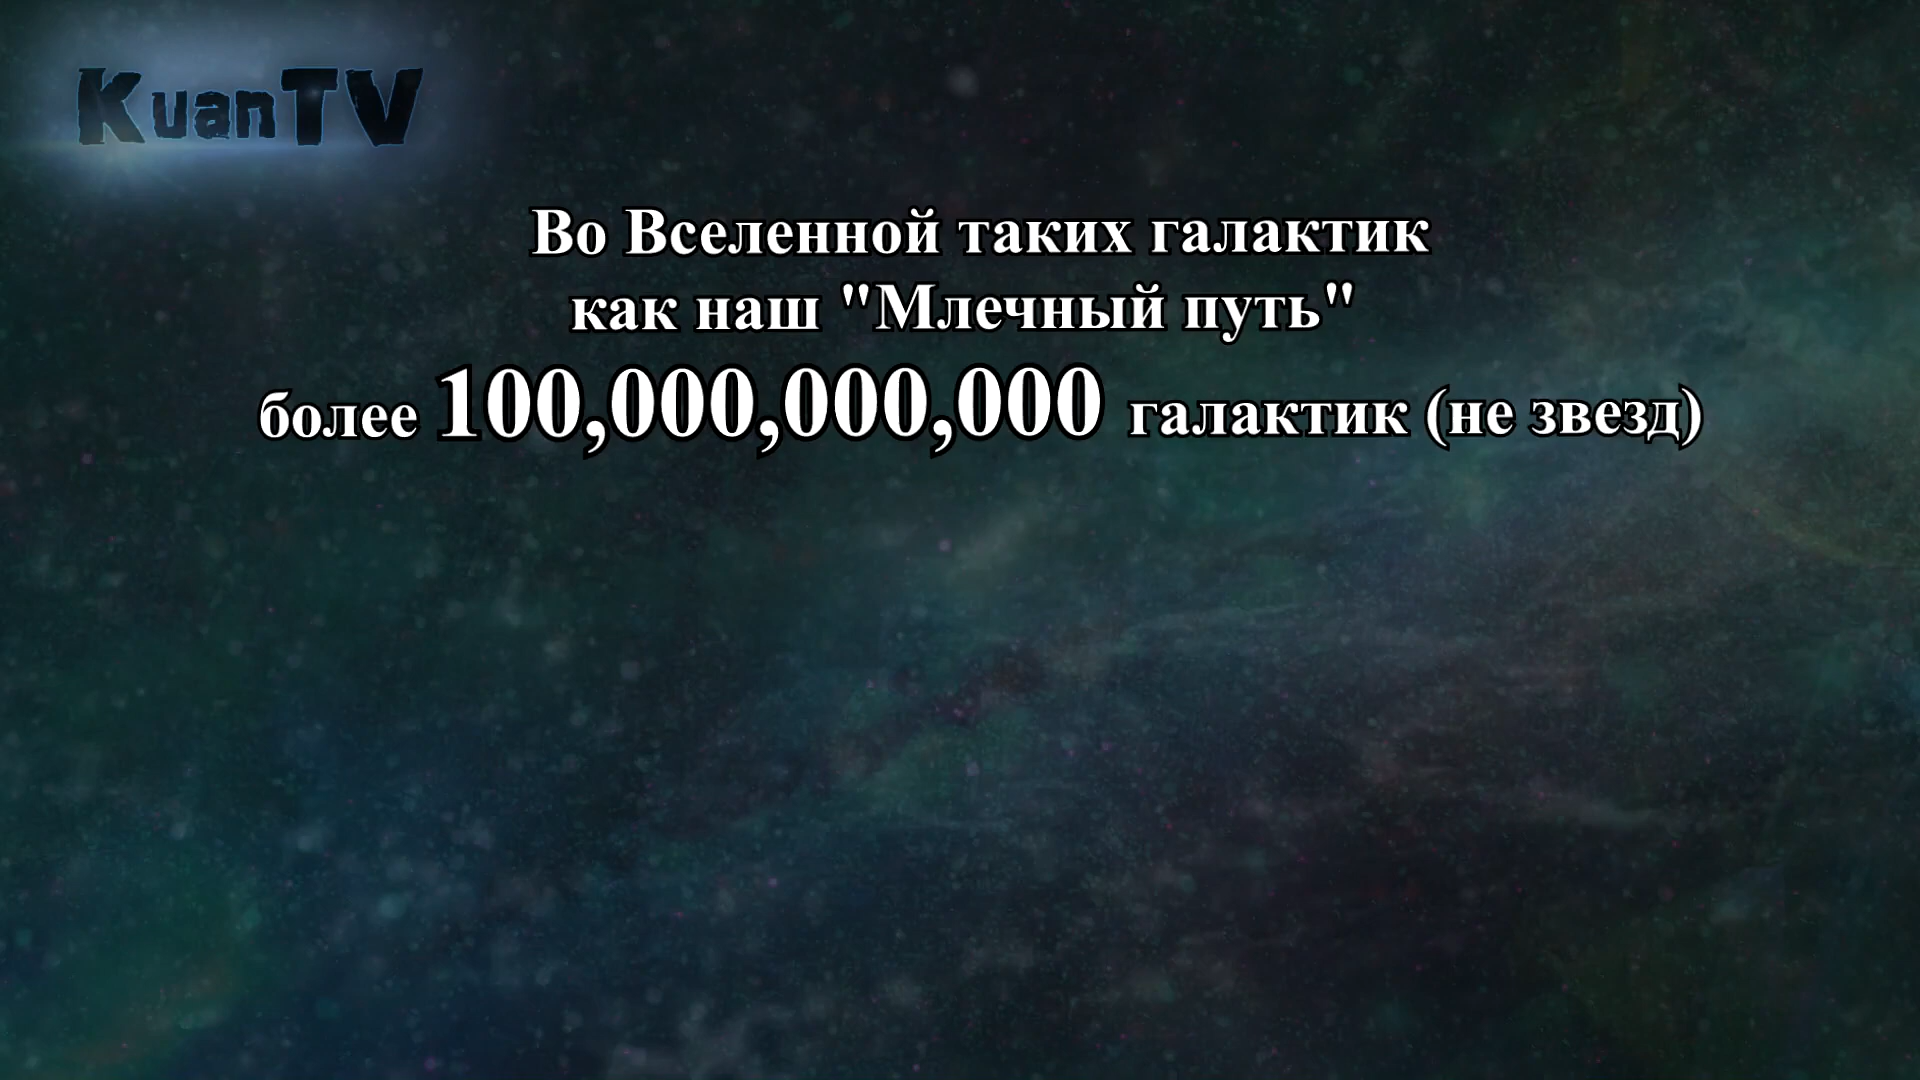 KuanTV
Во Вселенной таких галактик
как наш "Млечный путь"
более 100,000,000,000 галактик (не звезд)